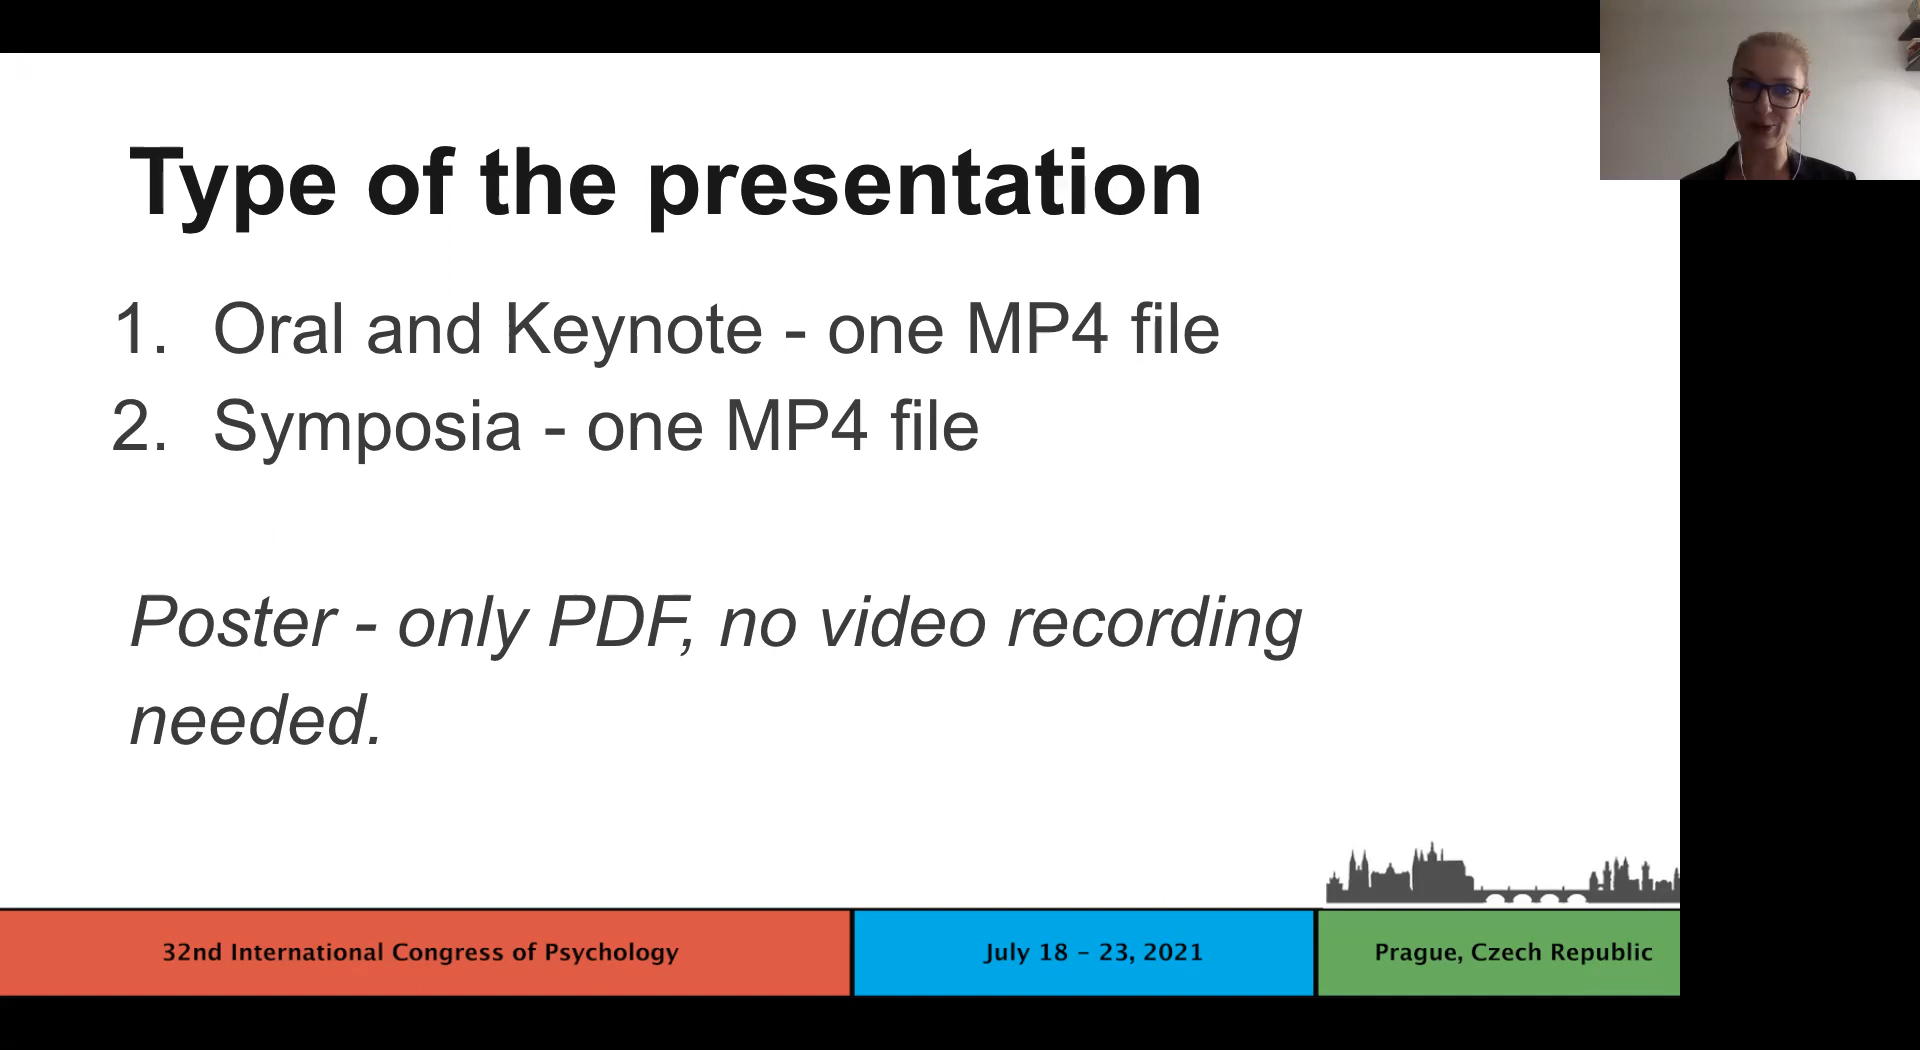 Type of the presentation
1. Oral and Keynote - one MP4 file
2. Symposia - one MP4 file
Poster - only PDF, no video recording
needed.
32nd International Congress of Psychology
July 18 – 23, 2021
Prague, Czech Republic